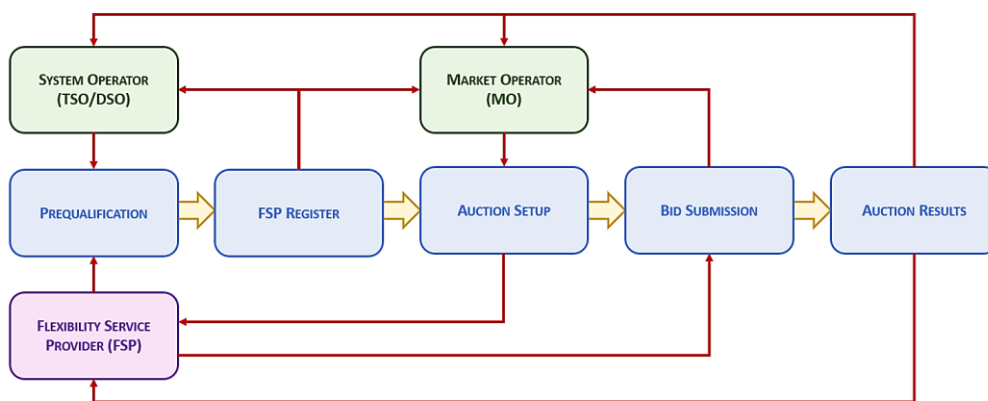 System Operator
(TSO/DSO)
Market Operator
(MO)
Prequalification
FSP Register
Auction Setup
Bid Submission
Auction Results
Flexibility Service
Provider (FSP)